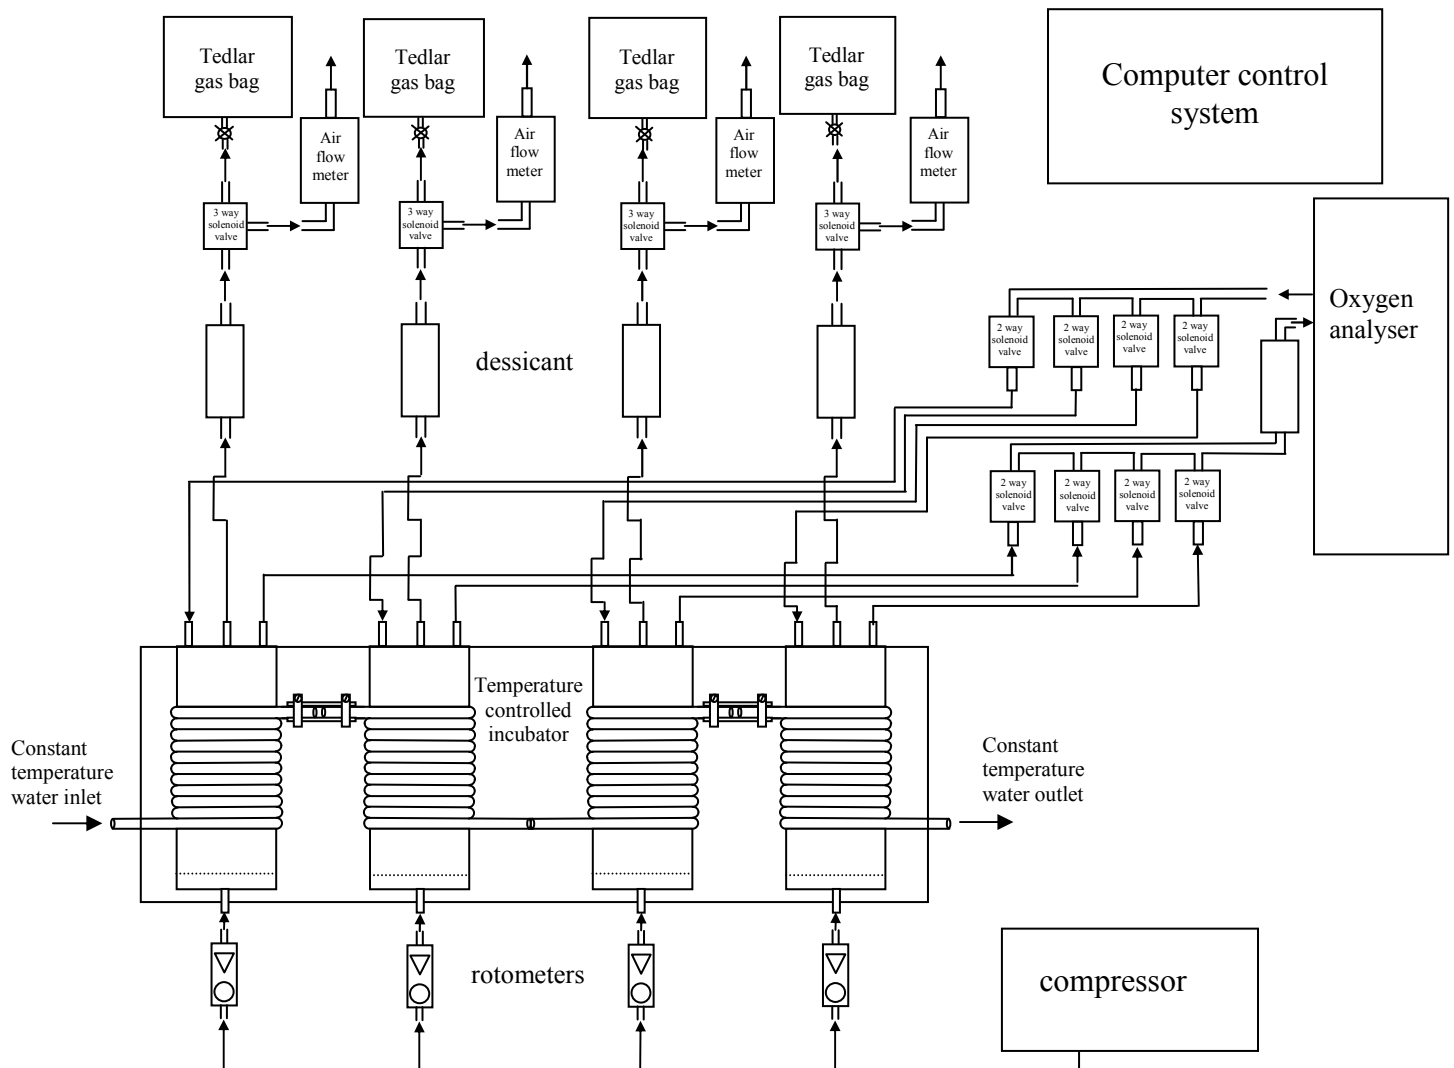 Tedlar
gas bag
Tedlar
gas bag
Tedlar
gas bag
Tedlar
gas bag
Computer control
system
Air
flow
meter
Air
flow
meter
Air
flow
meter
Air
flow
meter
3 way
solenoid
valve
3 way
solenoid
valve
3 way
solenoid
valve
3 way
solenoid
valve
Oxygen
analyser
2 way
solenoid
valve
2 way
solenoid
valve
2 way
solenoid
valve
2 way
solenoid
valve
dessicant
2 way
solenoid
valve
2 way
solenoid
valve
2 way
solenoid
valve
2 way
solenoid
valve
Temperature
controlled
incubator
Constant
temperature
water inlet
Constant
temperature
water outlet
rotometers
compressor